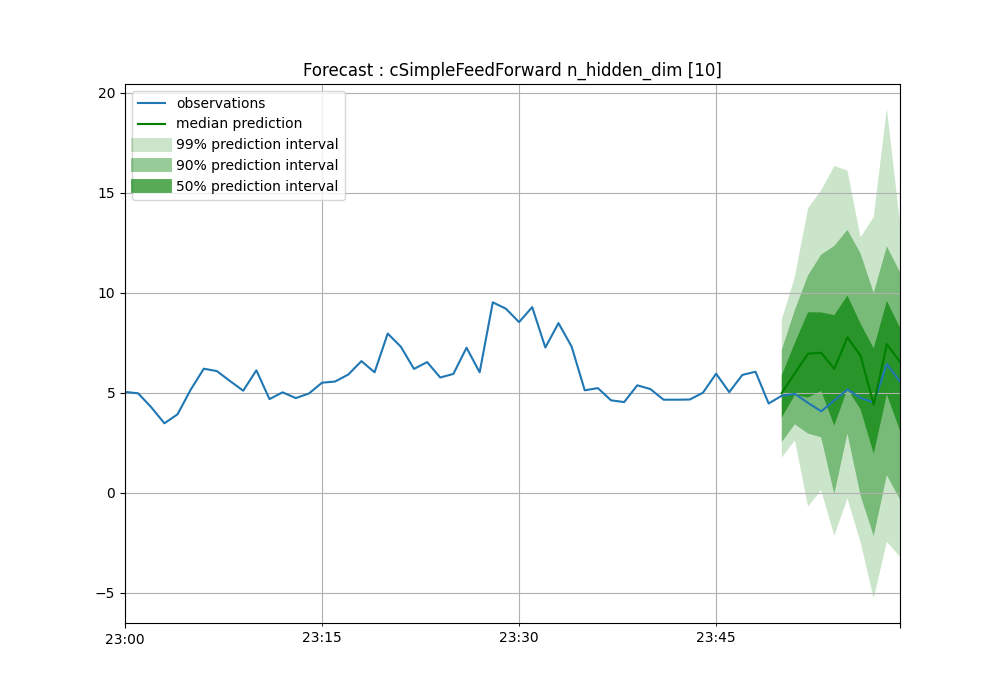 Forecast : cSimpleFeedForward n_hidden_dim [10]
observations
median prediction
99% prediction interval
90% prediction interval
50% prediction interval
20
15
10
5
0
−5
23:00
23:15
23:30
23:45